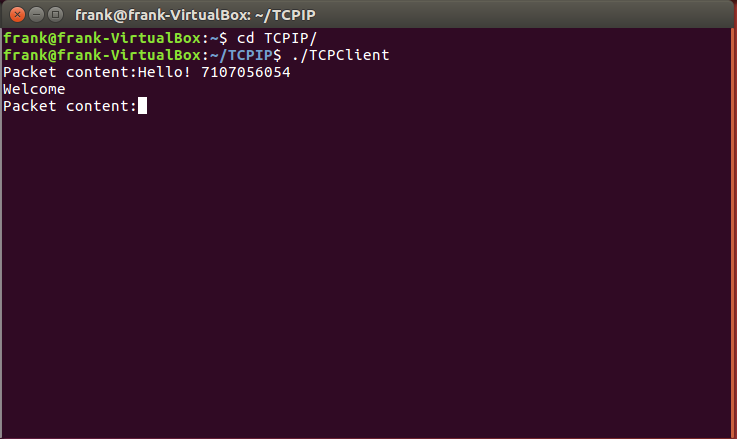 frank@frank-VirtualBox: ~/TCPIP
frank@frank-VirtualBox:~$ cd TCPIP/
frank@frank-VirtualBox:~/TCPIP$ ./TCPClient
Packet content:Hello! 7107056054
Welcome
Packet content: